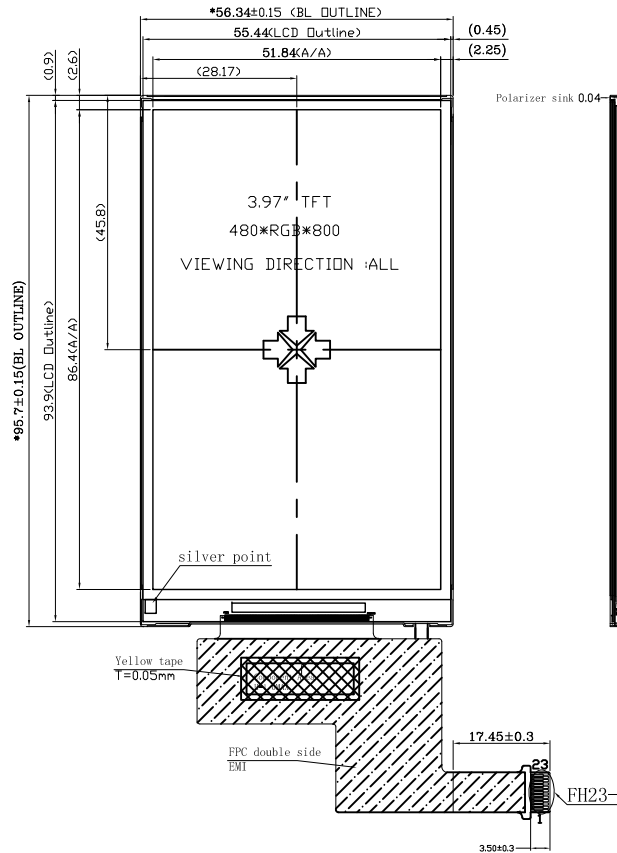 *56.34±0.15 (BL OUTLINE)
55.44(LCD Outline)
(0.45)
51.84(A/A)
(2.25)
(28.17)
(0.9)
(2.6)
Polarizer sink 0.04
(45.8)
3.97" TFT
480*RGB*800
VIEWING DIRECTION :ALL
*95.7±0.15(BL OUTLINE)
93.9(LCD Outline)
86.4(A/A)
silver point
Yellow tape
T=0.05mm
FPC double side
EMI
17.45±0.3
23
FH23-
1
3.50±0.3